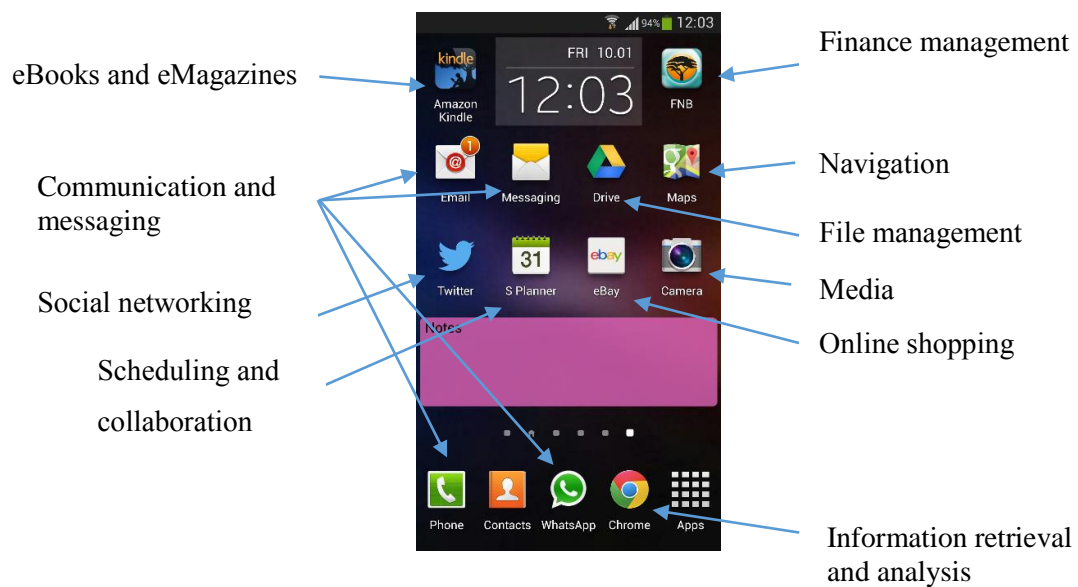 94% 12:03
Finance management
eBooks and eMagazines
kindle
FRI 10.01
12:03
Amazon
Kindle
FNB
Communication and
messaging
1
@
Email
Messaging
Drive
Maps
Navigation
File management
Social networking
31
ebay
Twitter
S Planner
eBay
Camera
Media
Online shopping
Notes
Scheduling and
collaboration
Phone
Contacts
WhatsApp
Chrome
Apps
Information retrieval
and analysis